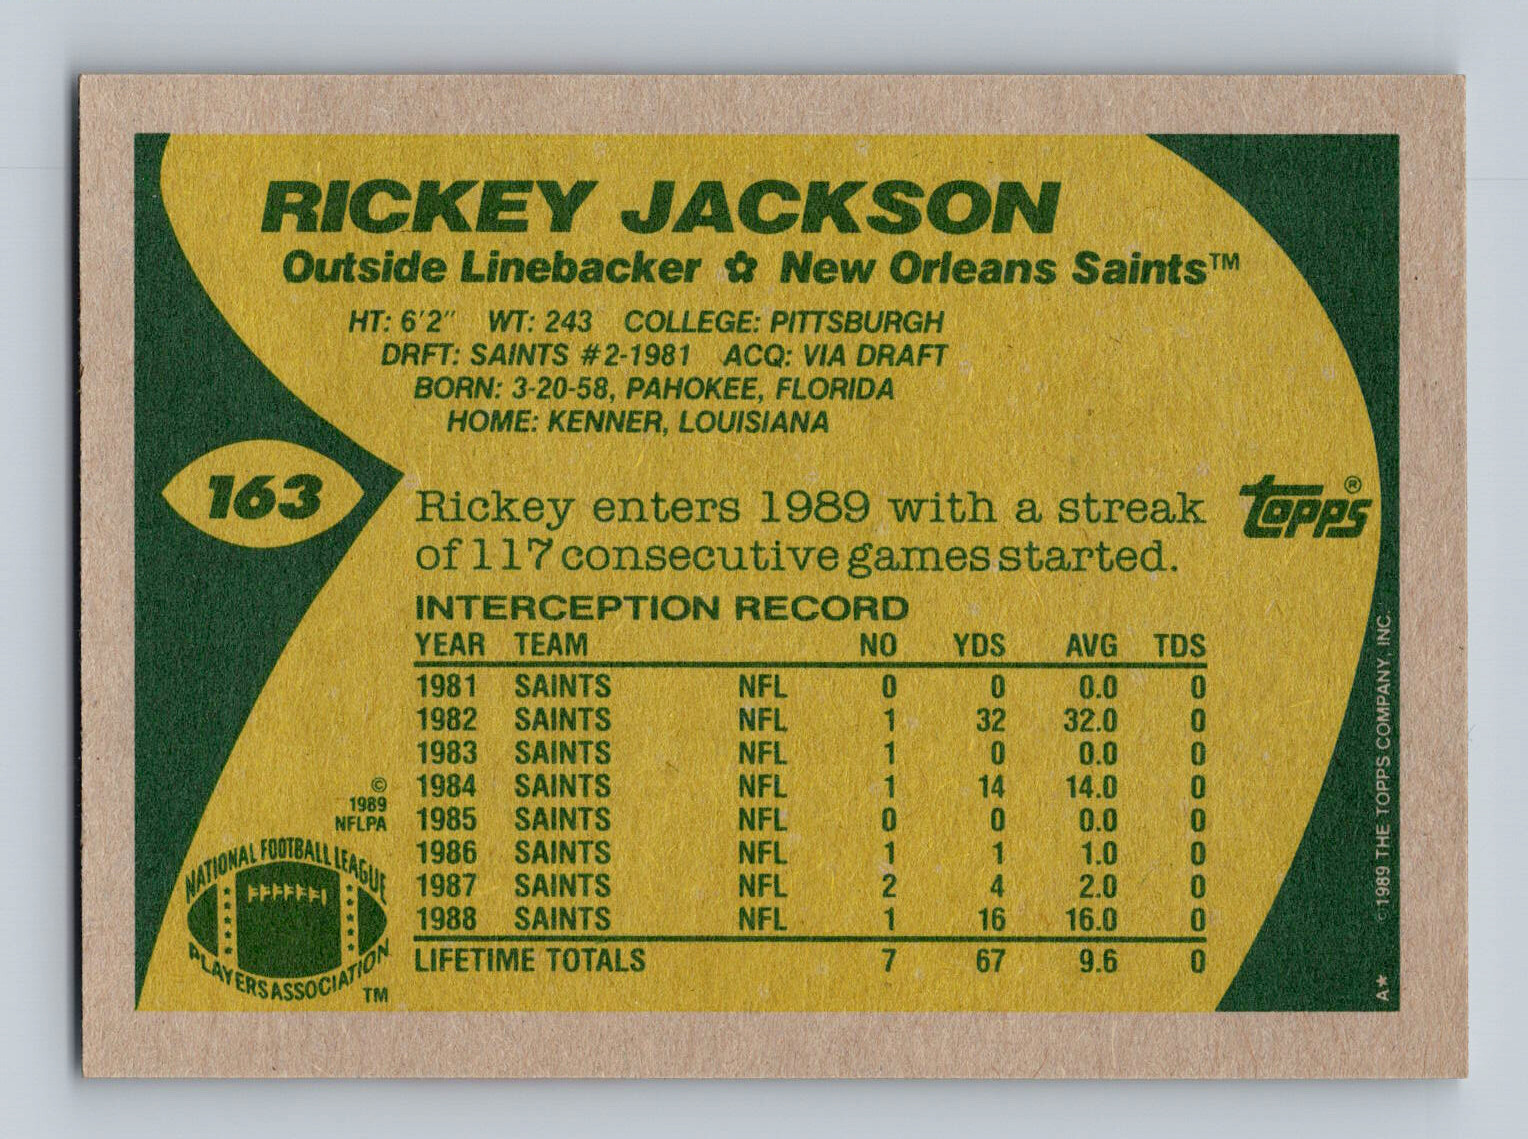 RICKEY JACKSON
Outside Linebacker ✿ New Orleans Saints™
HT: 6'2" WT: 243 COLLEGE: PITTSBURGH
DRFT: SAINTS #2-1981 ACQ: VIA DRAFT
BORN: 3-20-58, PAHOKEE, FLORIDA
HOME: KENNER, LOUISIANA
163
Rickey enters 1989 with a streak
of 117 consecutive games started.
topps®
INTERCEPTION RECORD
YEAR TEAM NO YDS AVG TDS
1981 SAINTS NFL 0 0 0.0 0
1982 SAINTS NFL 1 32 32.0 0
1983 SAINTS NFL 1 0 0.0 0
1984 SAINTS NFL 1 14 14.0 0
1985 SAINTS NFL 0 0 0.0 0
1986 SAINTS NFL 1 1 1.0 0
1987 SAINTS NFL 2 4 2.0 0
1988 SAINTS NFL 1 16 16.0 0
LIFETIME TOTALS 7 67 9.6 0
©
1989
NFLPA
NATIONAL FOOTBALL LEAGUE
PLAYERS ASSOCIATION
TM
©1989 THE TOPPS COMPANY, INC.
A*